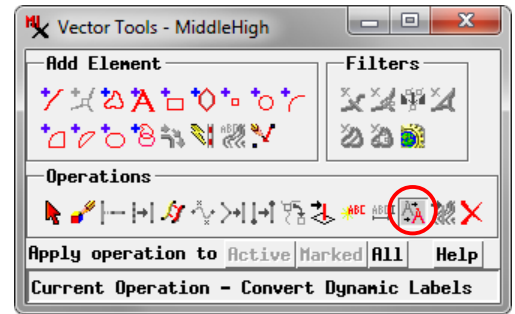 Vector Tools - MiddleHigh
Add Element
Filters
Operations
Apply operation to Active Marked All Help
Current Operation - Convert Dynamic Labels